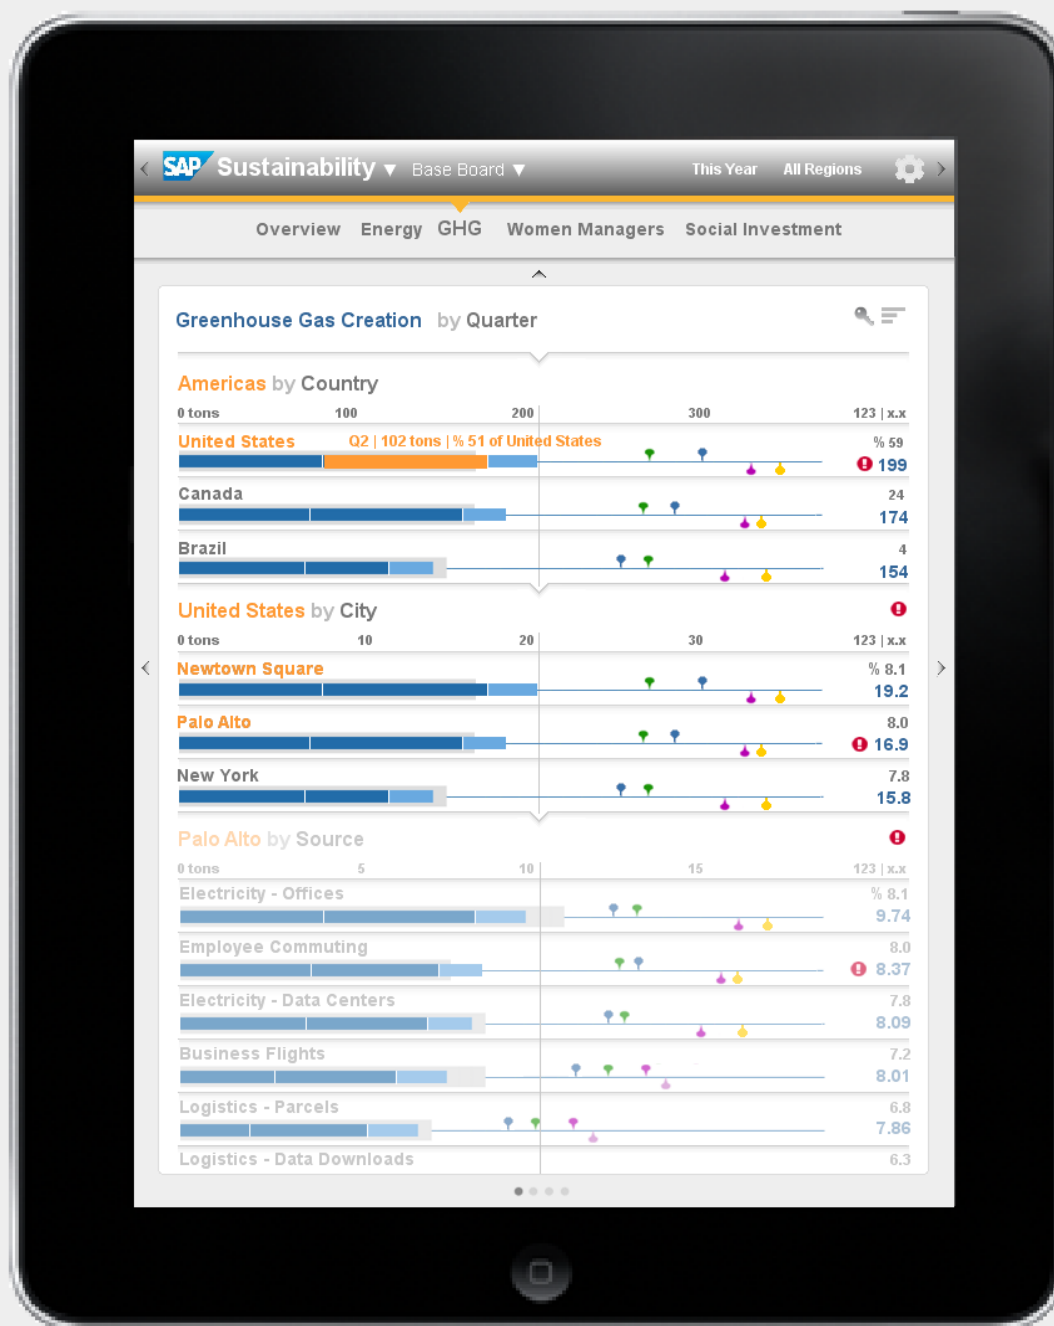 SAP Sustainability ▼ Base Board ▼ This Year All Regions
Overview Energy GHG Women Managers Social Investment
Greenhouse Gas Creation by Quarter
Americas by Country
0 tons 100 200 300 123 | x.x
United States Q2 | 102 tons | % 51 of United States % 59
199
Canada 24
174
Brazil 4
154
United States by City
0 tons 10 20 30 123 | x.x
Newtown Square % 8.1
19.2
Palo Alto 8.0
16.9
New York 7.8
15.8
Palo Alto by Source
0 tons 5 10 15 123 | x.x
Electricity - Offices % 8.1
9.74
Employee Commuting 8.0
8.37
Electricity - Data Centers 7.8
8.09
Business Flights 7.2
8.01
Logistics - Parcels 6.8
7.86
Logistics - Data Downloads 6.3